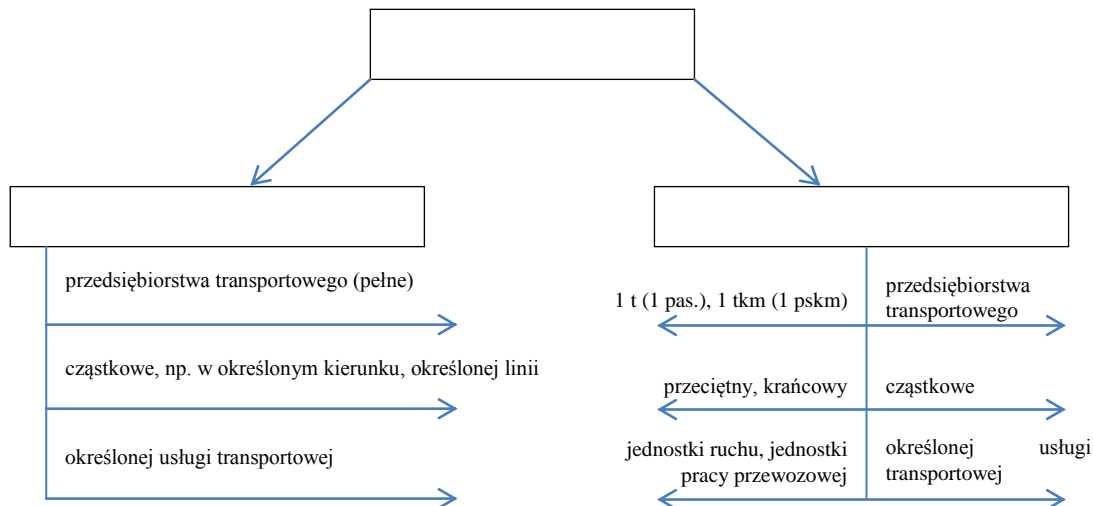 przedsiębiorstwa transportowego (pełne)
cząstkowe, np. w określonym kierunku, określonej linii
określonej usługi transportowej
1 t (1 pas.), 1 tkm (1 pskm)
przedsiębiorstwa
transportowego
przeciętny, krańcowy
cząstkowe
jednostki ruchu, jednostki
pracy przewozowej
określonej usługi
transportowej